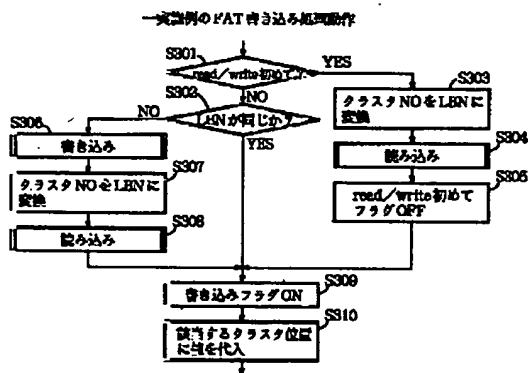 一実施例のFAT書き込み処理動作
S301
read/write初めて?
YES
NO
S302
LBNが同じか?
NO
YES
S303
クラスタNOをLBNに
変換
S304
読み込み
S305
read/write初めて
フラグOFF
S306
書き込み
S307
クラスタNOをLBNに
変換
S308
読み込み
S309
書き込みフラグON
S310
該当するクラスタ位置
に値を代入